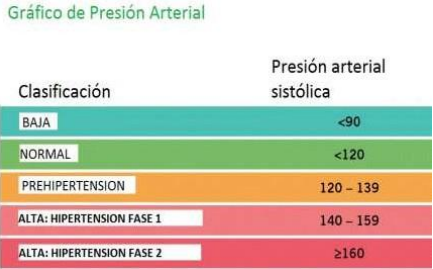 Gráfico de Presión Arterial
Clasificación
Presión arterial
sistólica
BAJA <90
NORMAL <120
PREHIPERTENSION 120 – 139
ALTA: HIPERTENSION FASE 1 140 – 159
ALTA: HIPERTENSION FASE 2 ≥160